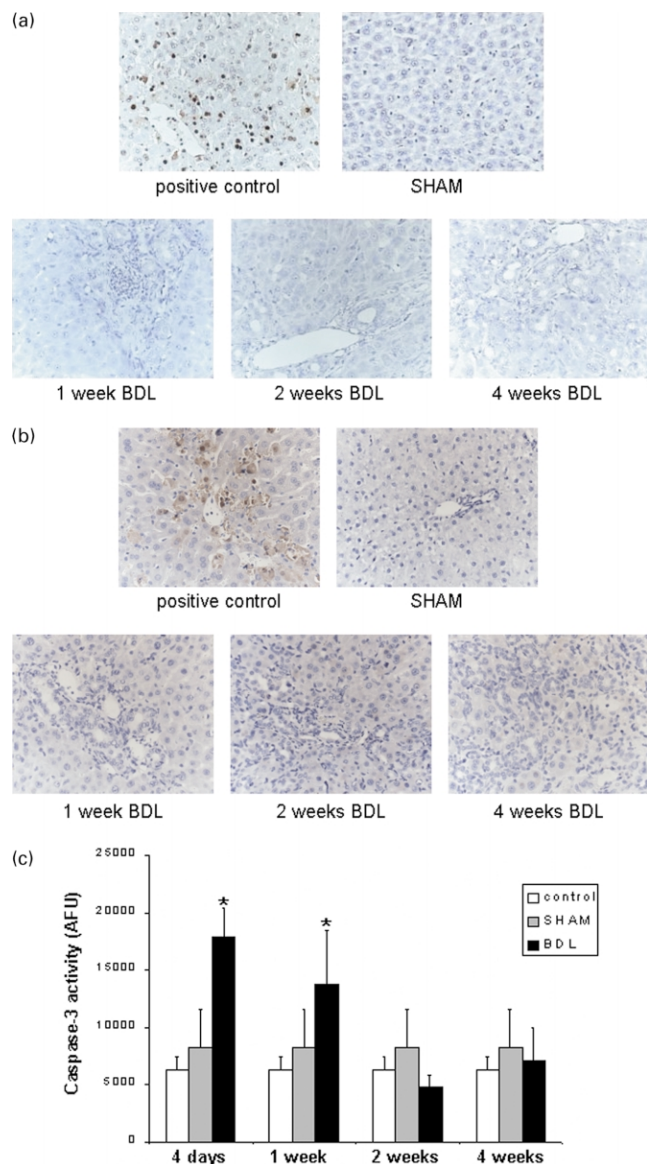 (a)
positive control SHAM
1 week BDL 2 weeks BDL 4 weeks BDL
(b)
positive control SHAM
1 week BDL 2 weeks BDL 4 weeks BDL
(c)
Caspase-3 activity (AFU)
25000
20000
15000
10000
5000
0
* *
control
SHAM
BDL
4 days 1 week 2 weeks 4 weeks